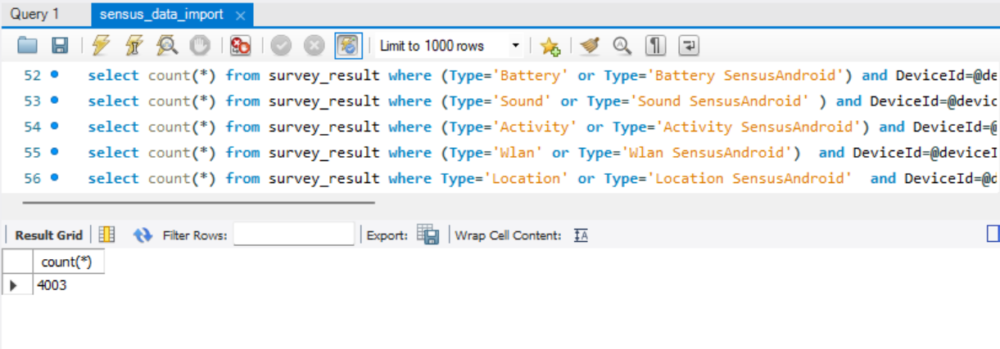 Query 1 sensus_data_import
Limit to 1000 rows
52 select count(*) from survey_result where (Type='Battery' or Type='Battery SensusAndroid') and DeviceId=@de
53 select count(*) from survey_result where (Type='Sound' or Type='Sound SensusAndroid' ) and DeviceId=@devic
54 select count(*) from survey_result where (Type='Activity' or Type='Activity SensusAndroid') and DeviceId=@
55 select count(*) from survey_result where (Type='Wlan' or Type='Wlan SensusAndroid')  and DeviceId=@deviceI
56 select count(*) from survey_result where Type='Location' or Type='Location SensusAndroid'  and DeviceId=@d
Result Grid Filter Rows: Export: Wrap Cell Content: IA
count(*)
4003